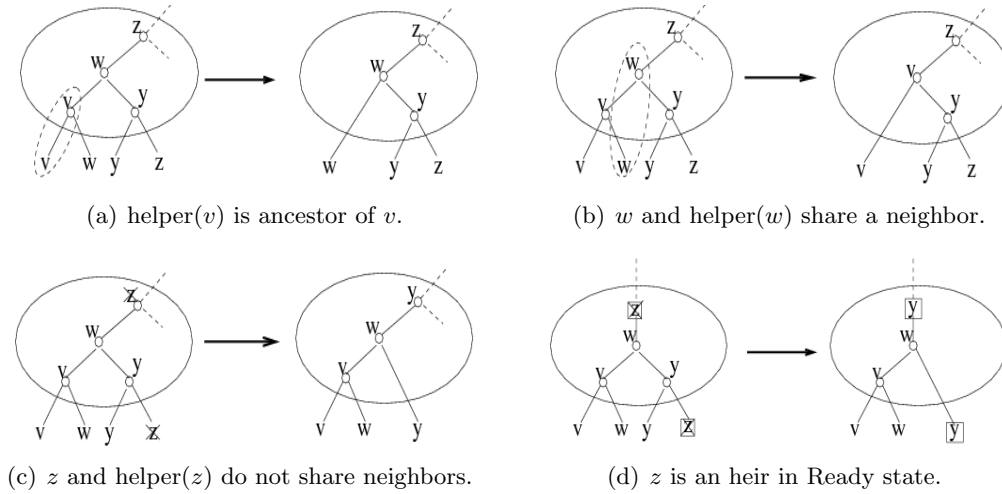 z
w
v y
v w y z
z
w
y
w y z
(a) helper(v) is ancestor of v.
z
w
v y
v w y z
z
v
y
v y z
(b) w and helper(w) share a neighbor.
z
w
v y
v w y z
y
w
v
v w y
(c) z and helper(z) do not share neighbors.
z
w
v y
v w y z
y
w
v
v w y
(d) z is an heir in Ready state.